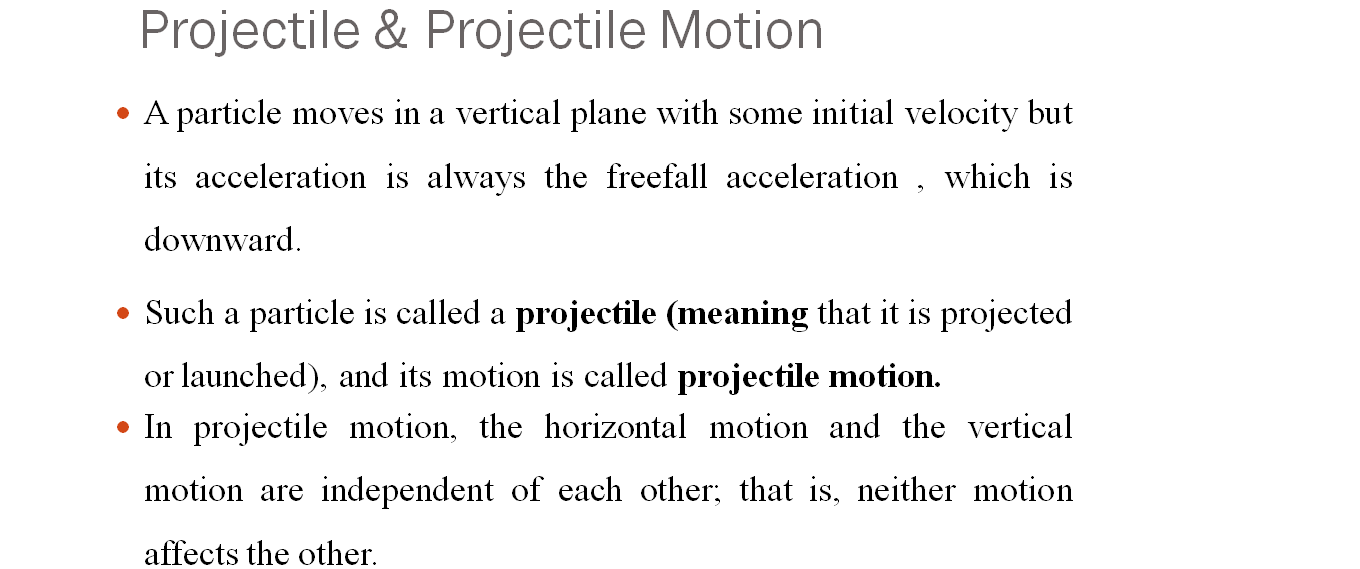 Projectile & Projectile Motion
• A particle moves in a vertical plane with some initial velocity but
its acceleration is always the freefall acceleration , which is
downward.
• Such a particle is called a projectile (meaning that it is projected
or launched), and its motion is called projectile motion.
• In projectile motion, the horizontal motion and the vertical
motion are independent of each other; that is, neither motion
affects the other.